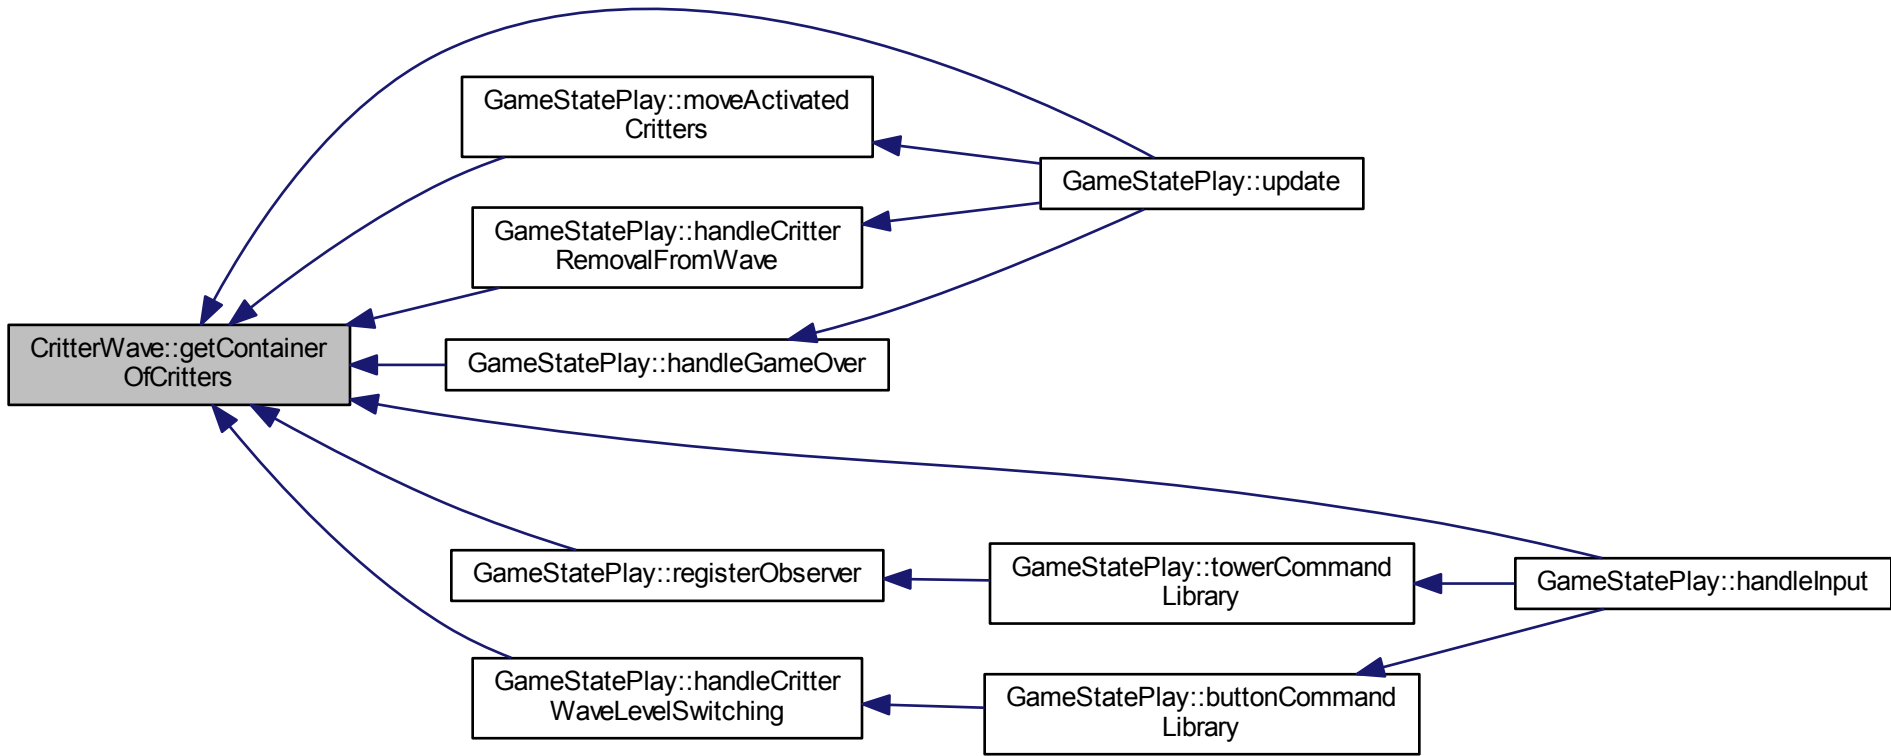 GameStatePlay::moveActivated
Critters
GameStatePlay::update
GameStatePlay::handleCritter
RemovalFromWave
CritterWave::getContainer
OfCritters
GameStatePlay::handleGameOver
GameStatePlay::registerObserver
GameStatePlay::towerCommand
Library
GameStatePlay::handleInput
GameStatePlay::handleCritter
WaveLevelSwitching
GameStatePlay::buttonCommand
Library